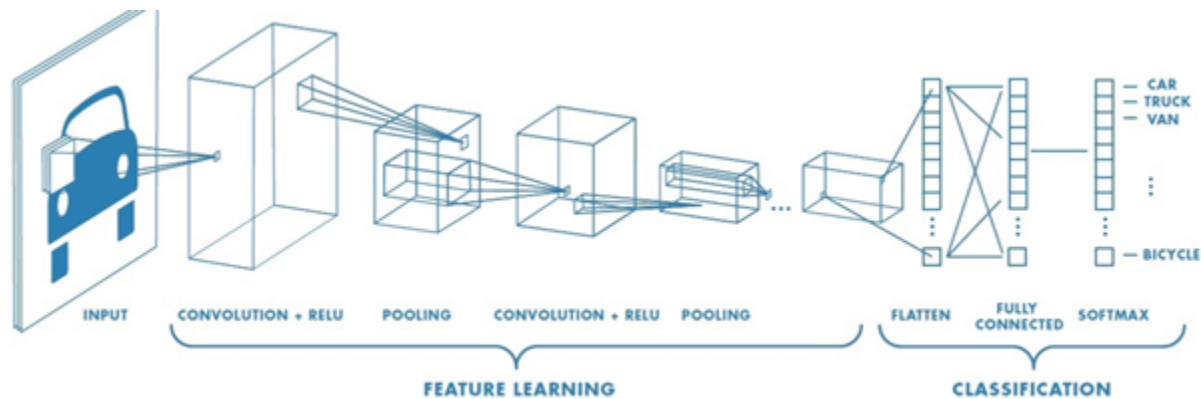 CAR
TRUCK
VAN
BICYCLE
INPUT
CONVOLUTION + RELU
POOLING
CONVOLUTION + RELU
POOLING
FLATTEN
FULLY
CONNECTED
SOFTMAX
FEATURE LEARNING
CLASSIFICATION